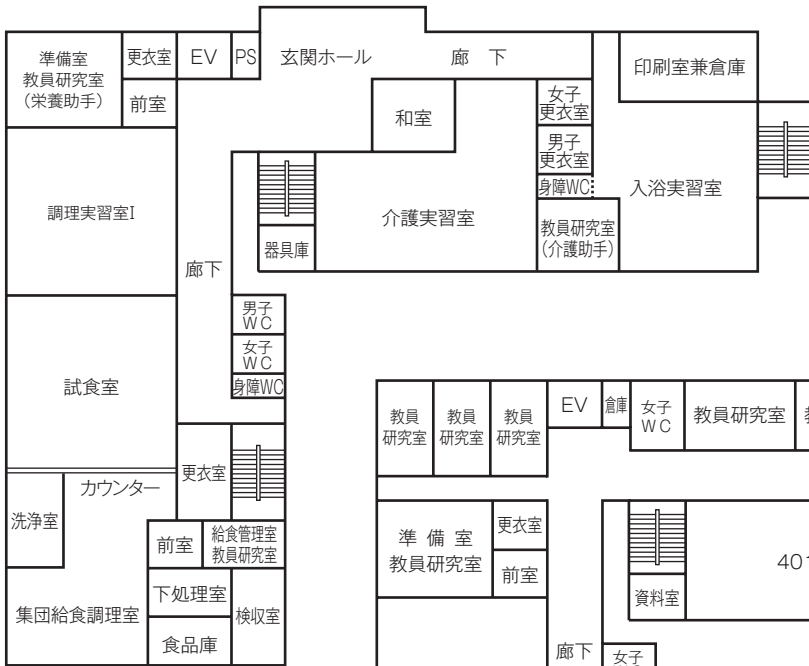 準備室
教員研究室
(栄養助手)
更衣室
前室
EV
PS
玄関ホール
廊 下
印刷室兼倉庫
和室
女子
更衣室
男子
更衣室
身障WC
入浴実習室
調理実習室I
介護実習室
教員研究室
(介護助手)
器具庫
廊下
男子
WC
女子
WC
身障WC
試食室
カウンター
更衣室
洗浄室
前室
給食管理室
教員研究室
下処理室
検収室
集団給食調理室
食品庫
教員
研究室
教員
研究室
教員
研究室
EV
倉庫
女子
WC
教員研究室
準 備 室
教員研究室
更衣室
前室
資料室
40
廊下
女子